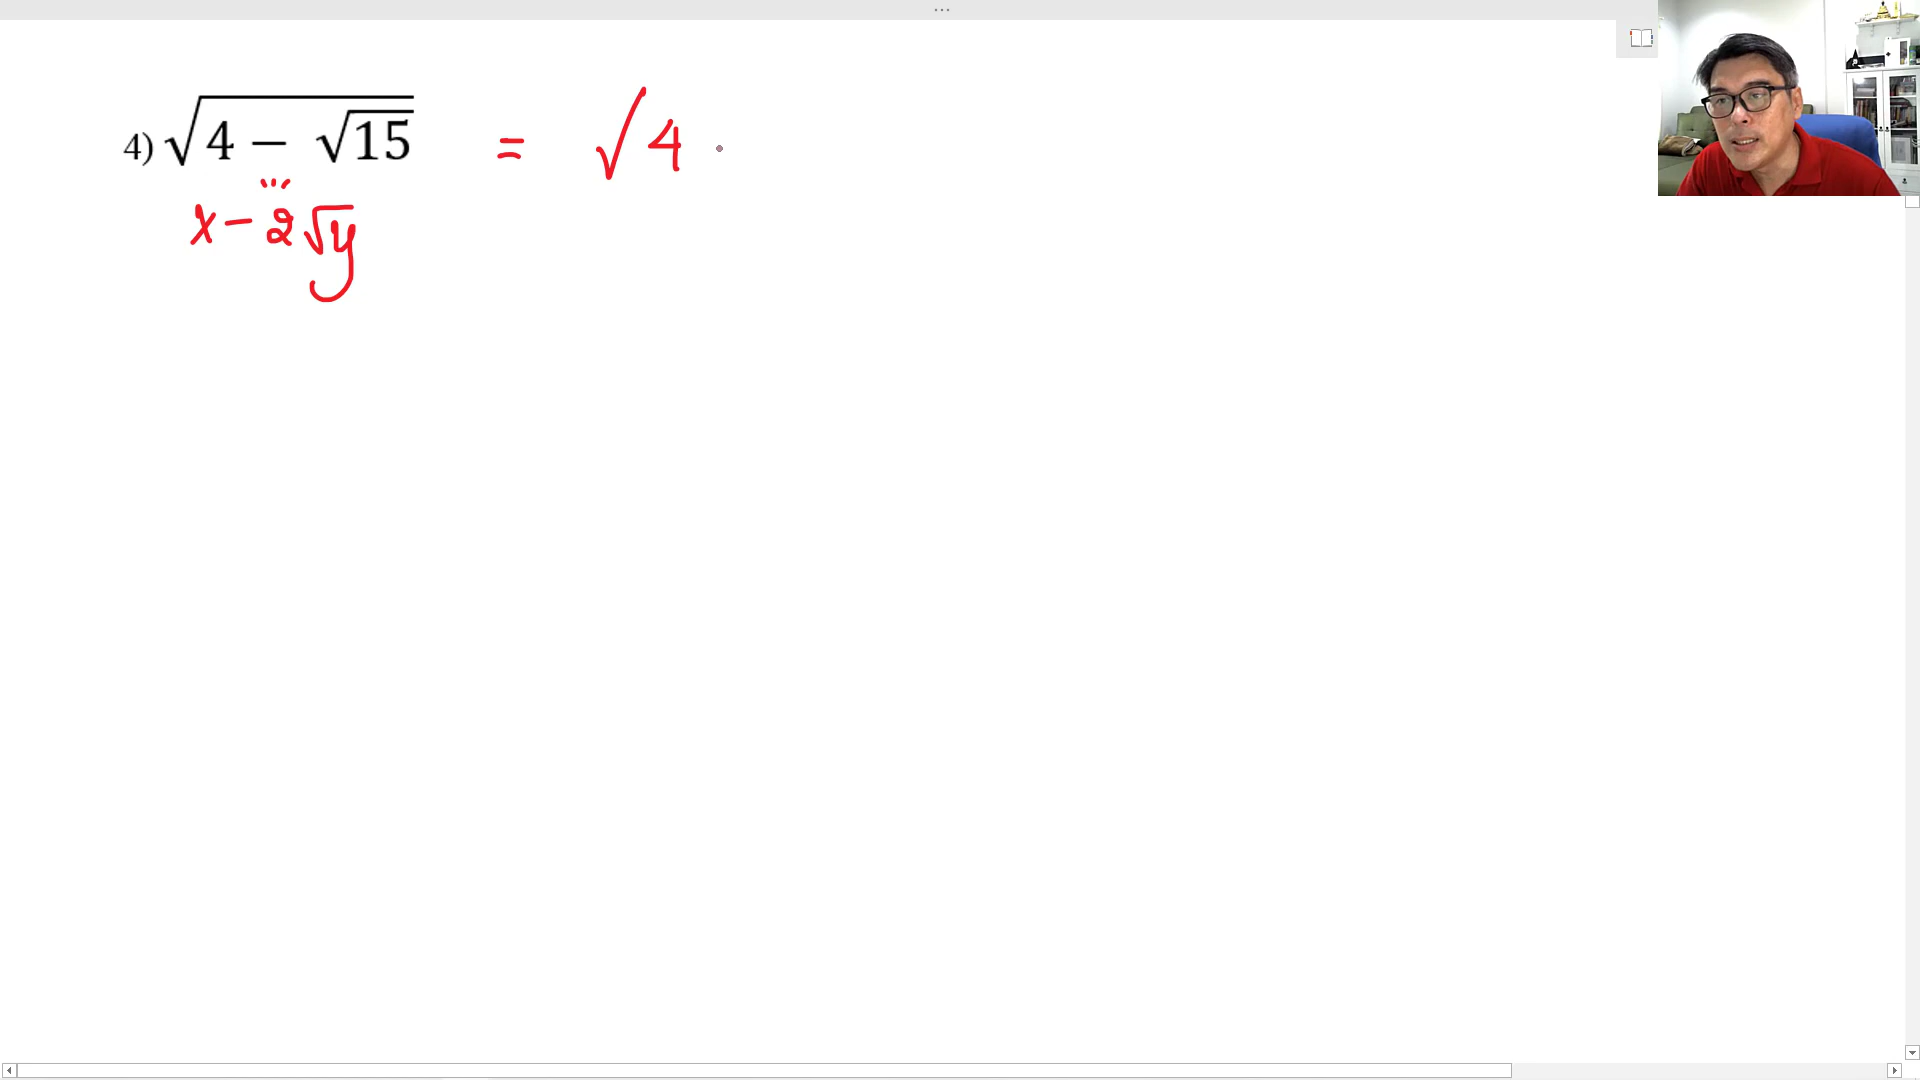 4) √(4 − √15) = √4
x − 2√y